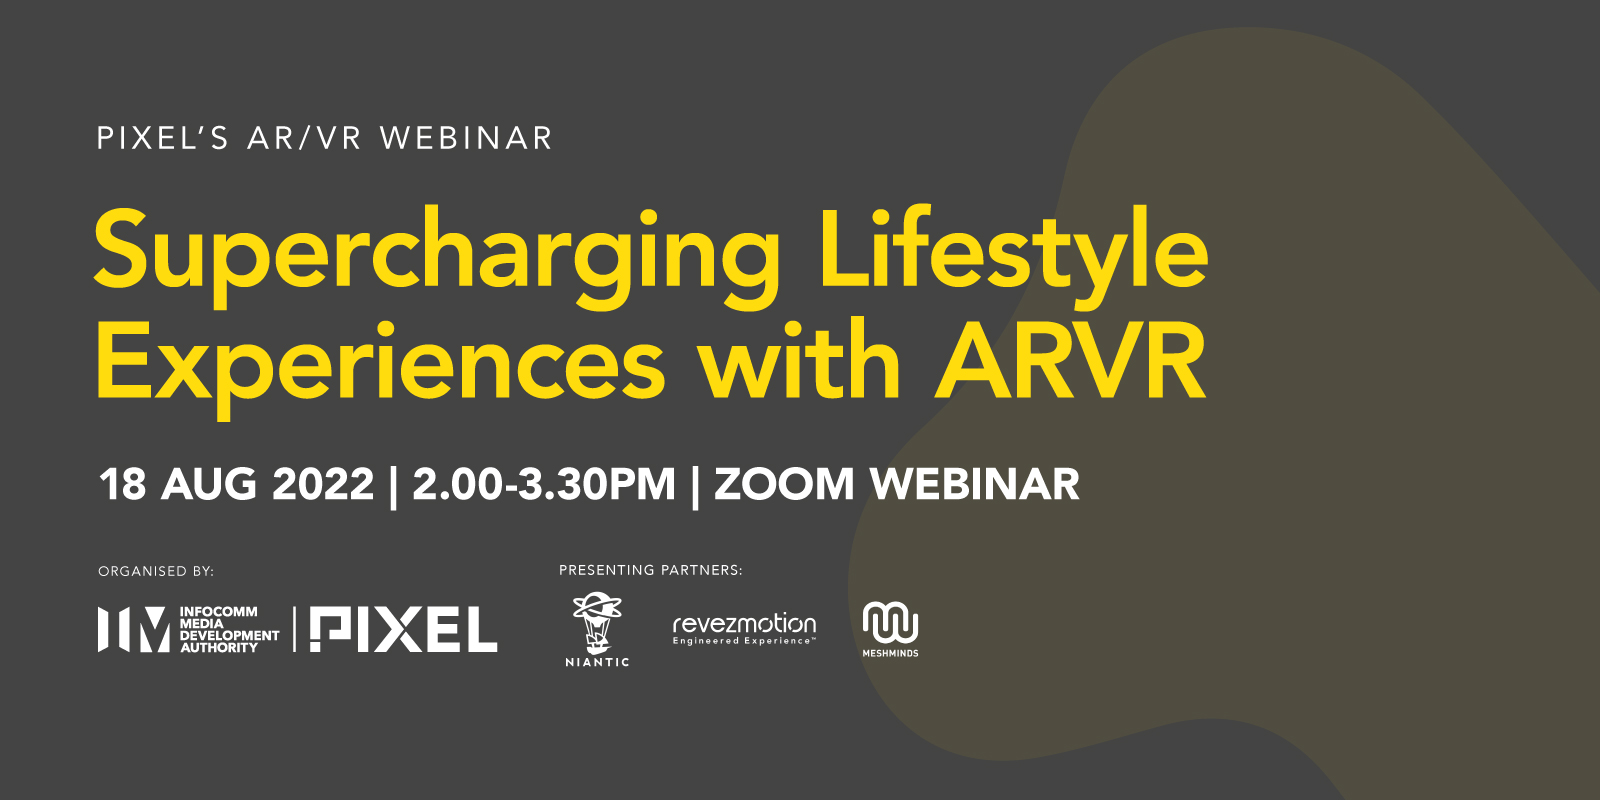 PIXEL’S AR/VR WEBINAR
Supercharging Lifestyle
Experiences with ARVR
18 AUG 2022 | 2.00-3.30PM | ZOOM WEBINAR
ORGANISED BY:
INFOCOMM
MEDIA
DEVELOPMENT
AUTHORITY
PIXEL
PRESENTING PARTNERS:
NIANTIC
revezmotion
Engineered Experience™
MESHMINDS